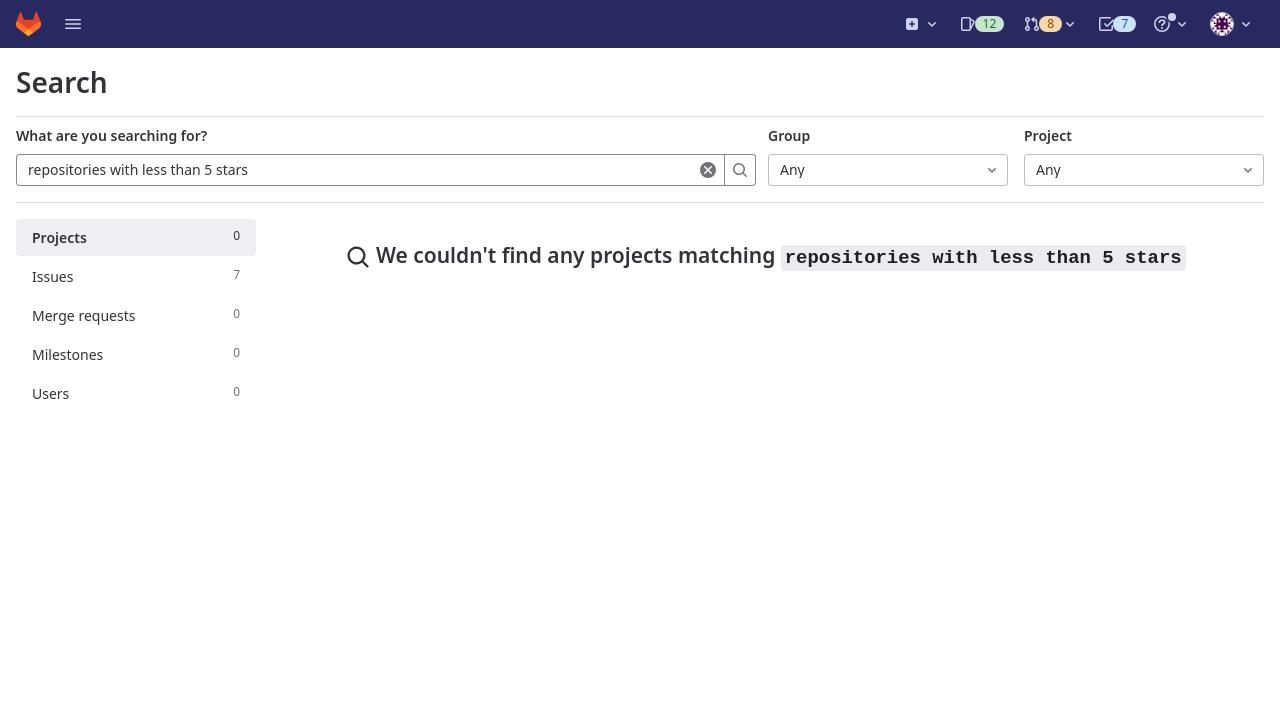 12
8
7
Search
What are you searching for?
Group
Project
repositories with less than 5 stars
Any
Any
Projects 0
We couldn't find any projects matching repositories with less than 5 stars
Issues 7
Merge requests 0
Milestones 0
Users 0